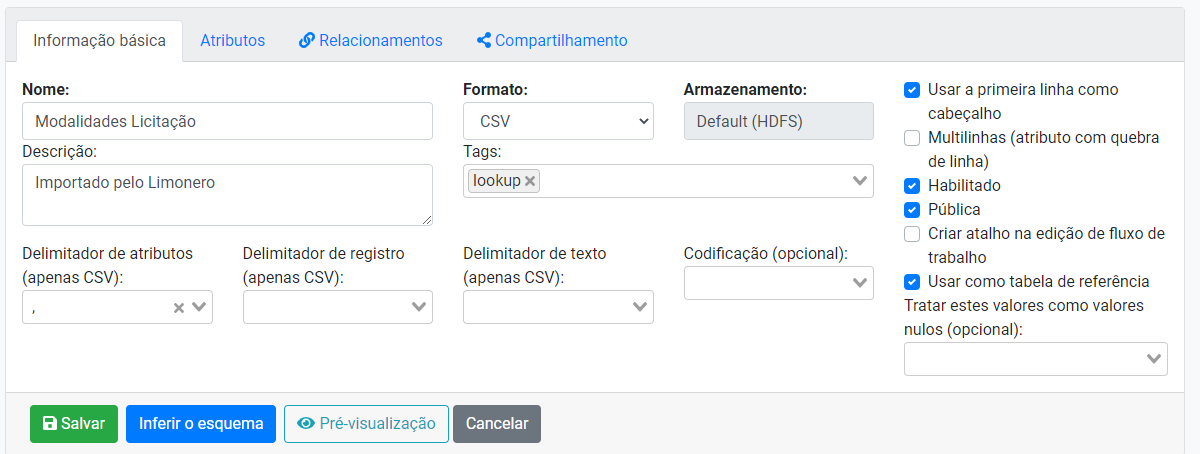 Informação básica
Atributos
Relacionamentos
Compartilhamento
Nome:
Modalidades Licitação
Descrição:
Importado pelo Limonero
Formato:
CSV
Armazenamento:
Default (HDFS)
Tags:
lookup
Delimitador de atributos
(apenas CSV):
,
Delimitador de registro
(apenas CSV):
Delimitador de texto
(apenas CSV):
Codificação (opcional):
Usar a primeira linha como
cabeçalho
Multilinhas (atributo com quebra
de linha)
Habilitado
Pública
Criar atalho na edição de fluxo de
trabalho
Usar como tabela de referência
Tratar estes valores como valores
nulos (opcional):
Salvar
Inferir o esquema
Pré-visualização
Cancelar